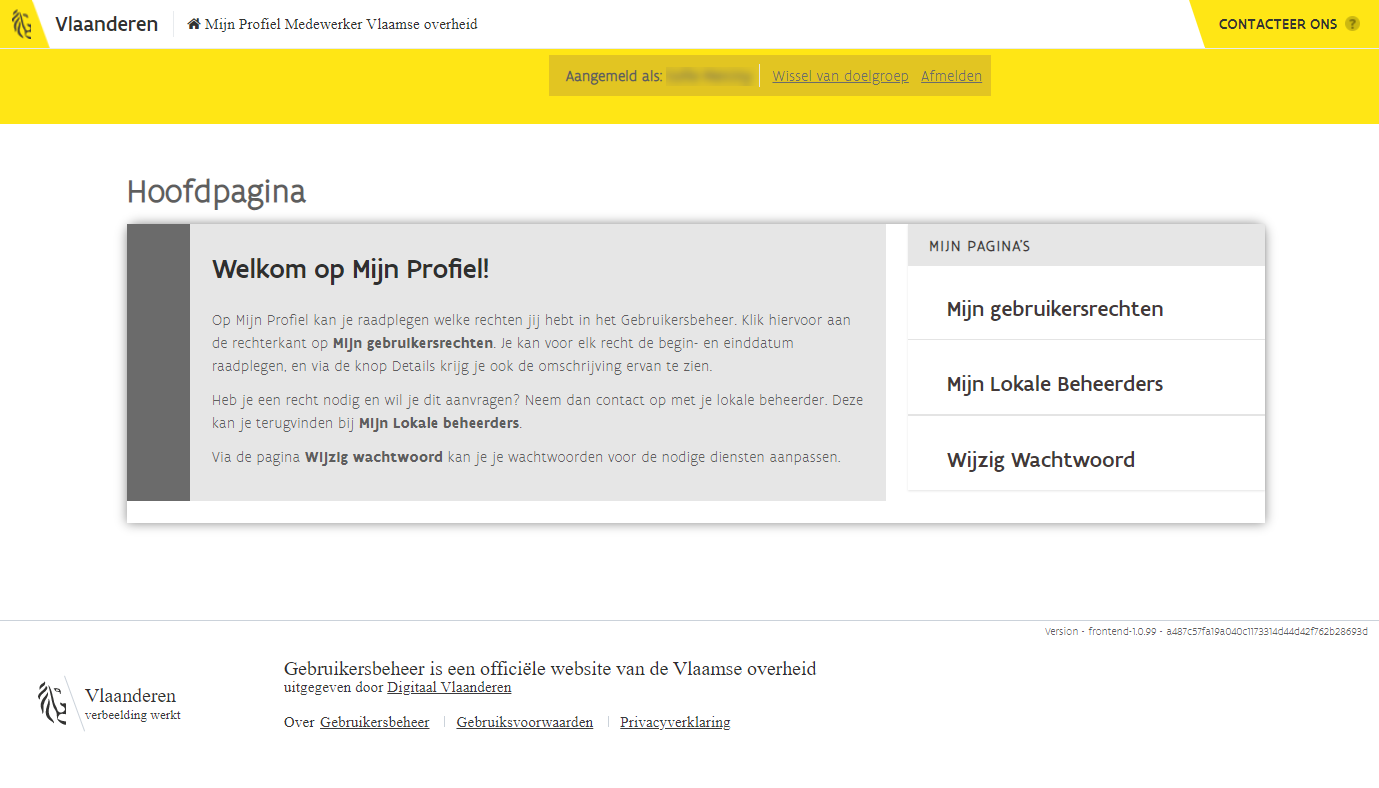 Vlaanderen
Mijn Profiel Medewerker Vlaamse overheid
CONTACTEER ONS ?
Aangemeld als:
Wissel van doelgroep
Afmelden
Hoofdpagina
Welkom op Mijn Profiel!
Op Mijn Profiel kan je raadplegen welke rechten jij hebt in het Gebruikersbeheer. Klik hiervoor aan
de rechterkant op Mijn gebruikersrechten. Je kan voor elk recht de begin- en einddatum
raadplegen, en via de knop Details krijg je ook de omschrijving ervan te zien.
Heb je een recht nodig en wil je dit aanvragen? Neem dan contact op met je lokale beheerder. Deze
kan je terugvinden bij Mijn Lokale beheerders.
Via de pagina Wijzig wachtwoord kan je je wachtwoorden voor de nodige diensten aanpassen.
MIJN PAGINA'S
Mijn gebruikersrechten
Mijn Lokale Beheerders
Wijzig Wachtwoord
Version - frontend-1.0.99 - a487c57fa19a040c1173314d44d42f762b28693d
Vlaanderen
verbeelding werkt
Gebruikersbeheer is een officiële website van de Vlaamse overheid
uitgegeven door Digitaal Vlaanderen
Over Gebruikersbeheer
Gebruiksvoorwaarden
Privacyverklaring